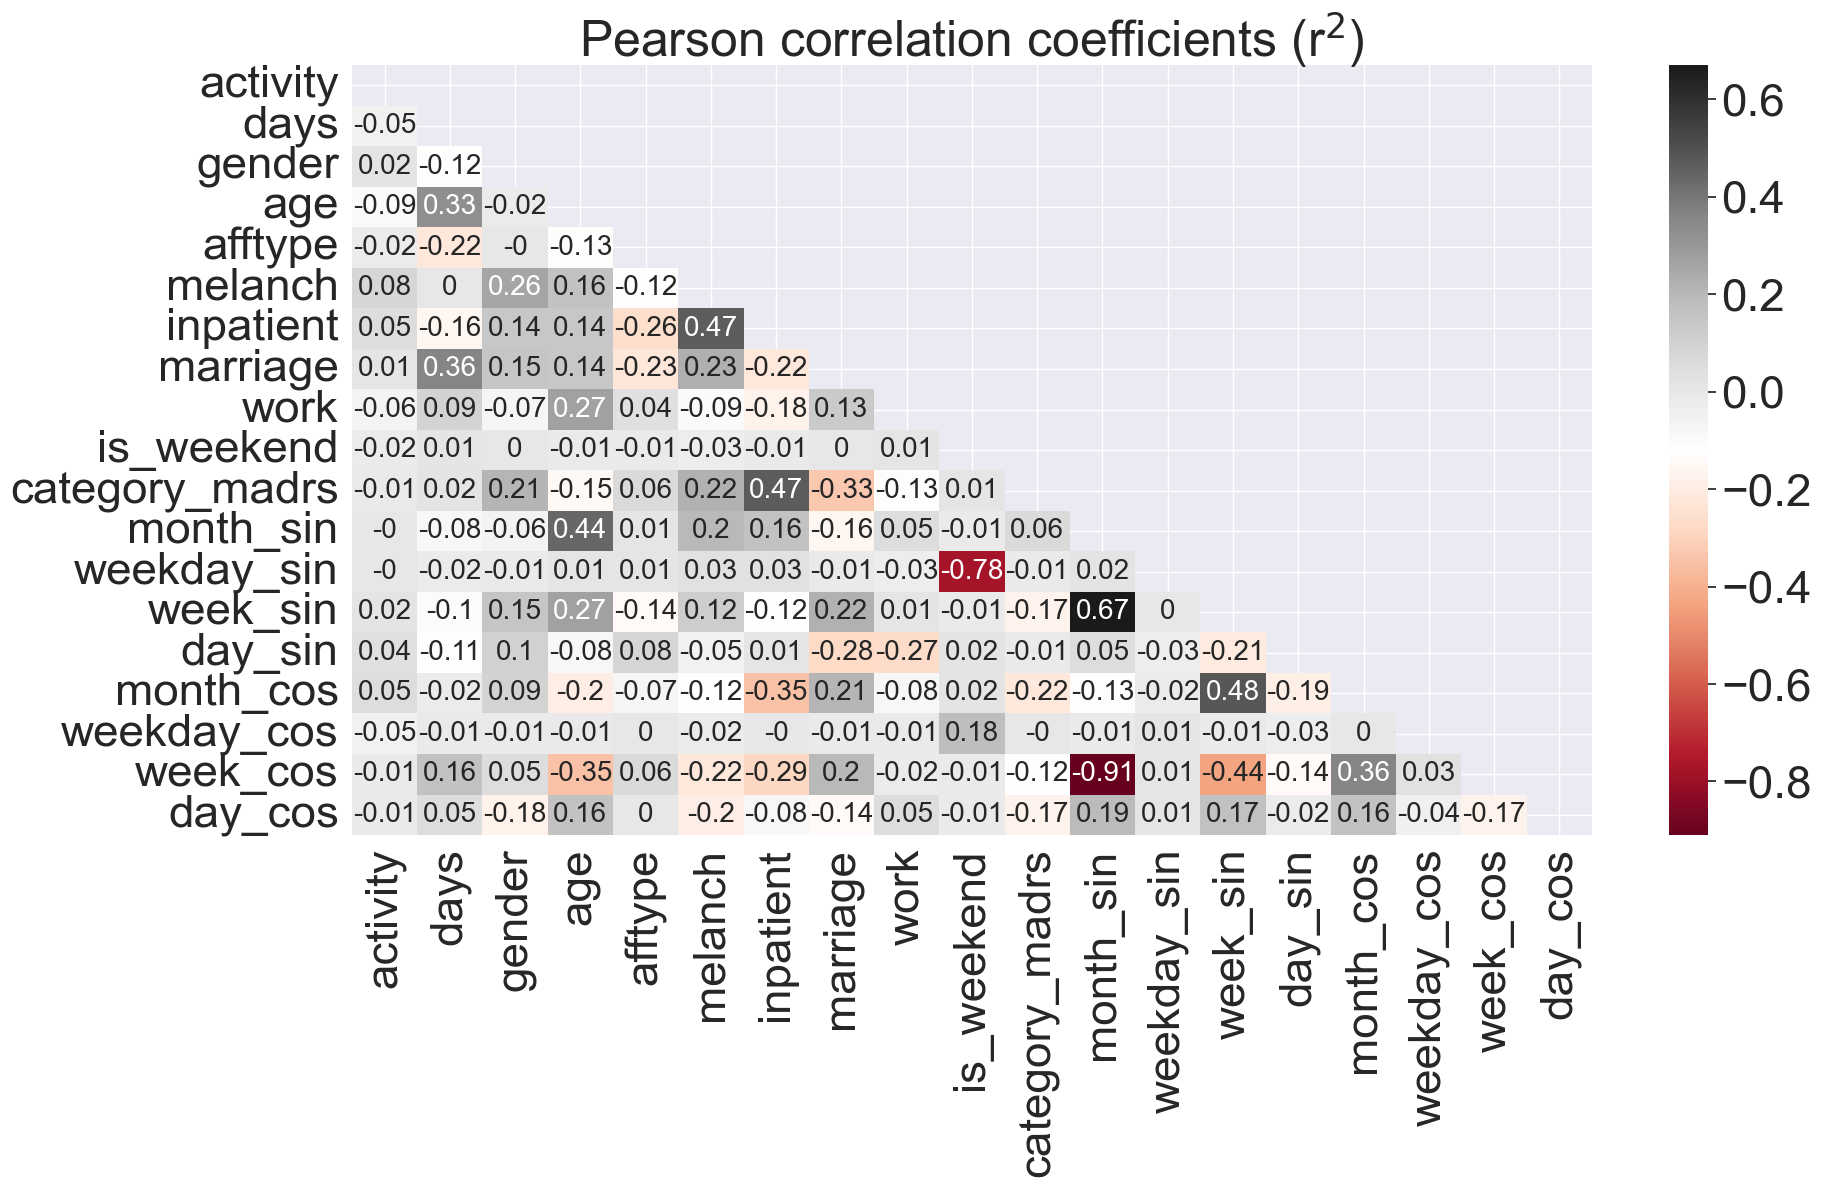 Pearson correlation coefficients (r²)
activity
days -0.05
gender 0.02 -0.12
age -0.09 0.33 -0.02
afftype -0.02 -0.22 -0 -0.13
melanch 0.08 0 0.26 0.16 -0.12
inpatient 0.05 -0.16 0.14 0.14 -0.26 0.47
marriage 0.01 0.36 0.15 0.14 -0.23 0.23 -0.22
work -0.06 0.09 -0.07 0.27 0.04 -0.09 -0.18 0.13
is_weekend -0.02 0.01 0 -0.01 -0.01 -0.03 -0.01 0 0.01
category_madrs -0.01 0.02 0.21 -0.15 0.06 0.22 0.47 -0.33 -0.13 0.01
month_sin -0 -0.08 -0.06 0.44 0.01 0.2 0.16 -0.16 0.05 -0.01 0.06
weekday_sin -0 -0.02 -0.01 0.01 0.01 0.03 0.03 -0.01 -0.03 -0.78 -0.01 0.02
week_sin 0.02 -0.1 0.15 0.27 -0.14 0.12 -0.12 0.22 0.01 -0.01 -0.17 0.67 0
day_sin 0.04 -0.11 0.1 -0.08 0.08 -0.05 0.01 -0.28 -0.27 0.02 -0.01 0.05 -0.03 -0.21
month_cos 0.05 -0.02 0.09 -0.2 -0.07 -0.12 -0.35 0.21 -0.08 0.02 -0.22 -0.13 -0.02 0.48 -0.19
weekday_cos -0.05 -0.01 -0.01 -0.01 0 -0.02 -0 -0.01 -0.01 0.18 -0 -0.01 0.01 -0.01 -0.03 0
week_cos -0.01 0.16 0.05 -0.35 0.06 -0.22 -0.29 0.2 -0.02 -0.01 -0.12 -0.91 0.01 -0.44 -0.14 0.36 0.03
day_cos -0.01 0.05 -0.18 0.16 0 -0.2 -0.08 -0.14 0.05 -0.01 -0.17 0.19 0.01 0.17 -0.02 0.16 -0.04 -0.17
activity
days
gender
age
afftype
melanch
inpatient
marriage
work
is_weekend
category_madrs
month_sin
weekday_sin
week_sin
day_sin
month_cos
weekday_cos
week_cos
day_cos
0.6
0.4
0.2
0.0
−0.2
−0.4
−0.6
−0.8